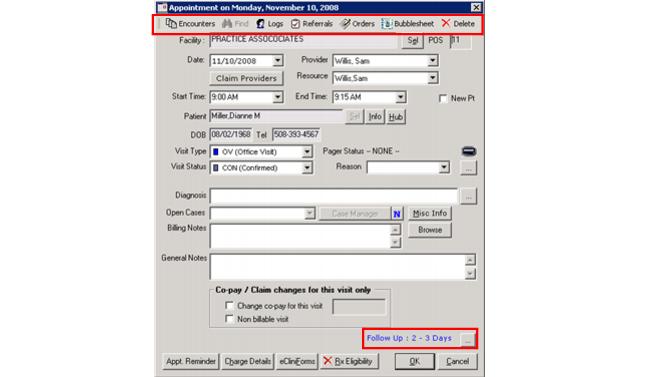 Appointment on Monday, November 10, 2008
Encounters Find Logs Referrals Orders Bubblesheet Delete
Facility: PRACTICE ASSOCOCIATES Sel POS 11
Date: 11/10/2008 Provider Willis, Sam
Claim Providers Resource Willis,Sam
Start Time: 9:00 AM End Time: 9:15 AM New Pt
Patient Miller,Dianne M Sel Info Hub
DOB 08/02/1968 Tel 508-393-4567
Visit Type OV (Office Visit) Pager Status -- NONE --
Visit Status CON (Confirmed) Reason ...
Diagnosis ...
Open Cases Case Manager N Misc Info
Billing Notes Browse
General Notes
Co-pay / Claim changes for this visit only
Change co-pay for this visit
Non billable visit
Follow Up : 2 - 3 Days ...
Appt. Reminder Charge Details eClinForms Rx Eligibility OK Cancel